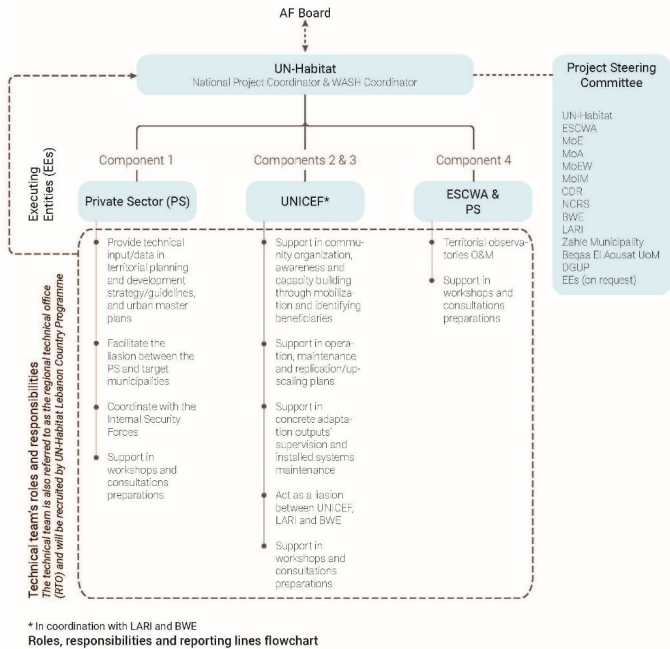 AF Board
UN-Habitat
National Project Coordinator & WASH Coordinator
Project Steering
Committee
UN-Habitat
ESCWA
MoE
MoA
MoEW
MoIM
CDR
NCRS
BWE
LARI
Zahle Municipality
Beqaa El Aousat UoM
DGUP
EEs (on request)
Executing
Entities (EEs)
Component 1
Private Sector (PS)
Provide technical
input/data in
territorial planning
and development
strategy/guidelines,
and urban master
plans
Facilitate the
liasion between the
PS and target
municipalities
Coordinate with the
Internal Security
Forces
Support in
workshops and
consultations
preparations
Components 2 & 3
UNICEF*
Support in commu-
nity organization,
awareness and
capacity building
through mobiliza-
tion and identifying
beneficiaries
Support in opera-
tion, maintenance
and replication/up-
scaling plans
Support in
concrete adapta-
tion outputs'
supervision and
installed systems
maintenance
Act as a liasion
between UNICEF,
LARI and BWE
Support in
workshops and
consultations
preparations
Component 4
ESCWA &
PS
Territorial observa-
tories O&M
Support in
workshops and
consultations
preparations
Technical team's roles and responsibilities
The technical team is also referred to as the regional technical office
(RTO) and will be recruited by UN-Habitat Lebanon Country Programme
* In coordination with LARI and BWE
Roles, responsibilities and reporting lines flowchart